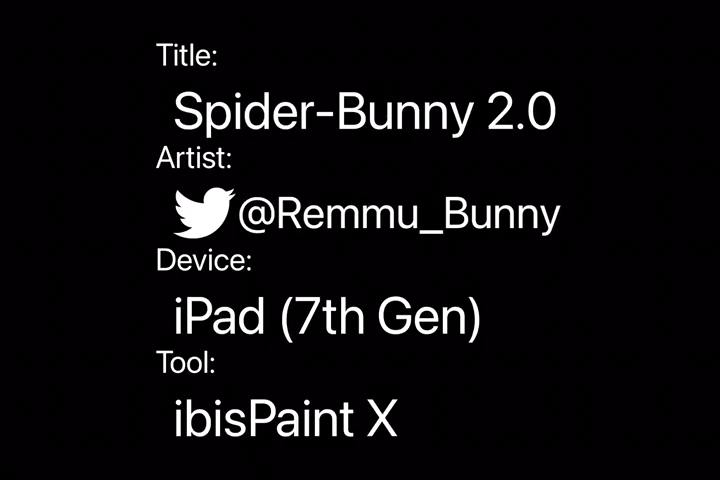 Title:
Spider-Bunny 2.0
Artist:
@Remmu_Bunny
Device:
iPad (7th Gen)
Tool:
ibisPaint X